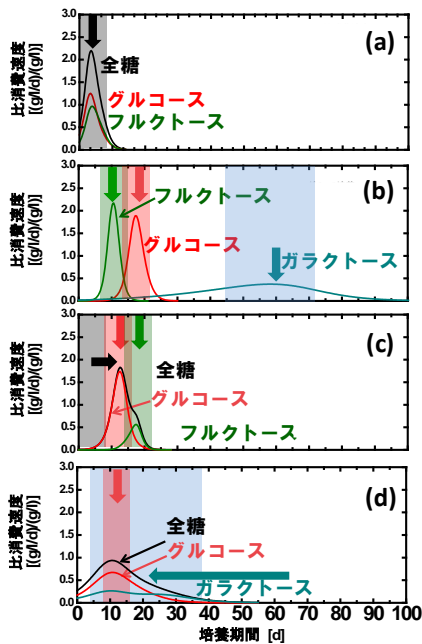 (a)
比消費速度
[(g/l/d)/(g/l)]
3.0
2.5
2.0
1.5
1.0
0.5
0.0
全糖
グルコース
フルクトース
(b)
比消費速度
[(g/l/d)/(g/l)]
3.0
2.5
2.0
1.5
1.0
0.5
0.0
フルクトース
グルコース
ガラクトース
(c)
比消費速度
[(g/l/d)/(g/l)]
3.0
2.5
2.0
1.5
1.0
0.5
0.0
全糖
グルコース
フルクトース
(d)
比消費速度
[(g/l/d)/(g/l)]
3.0
2.5
2.0
1.5
1.0
0.5
0.0
全糖
グルコース
ガラクトース
0 10 20 30 40 50 60 70 80 90 100
培養期間 [d]